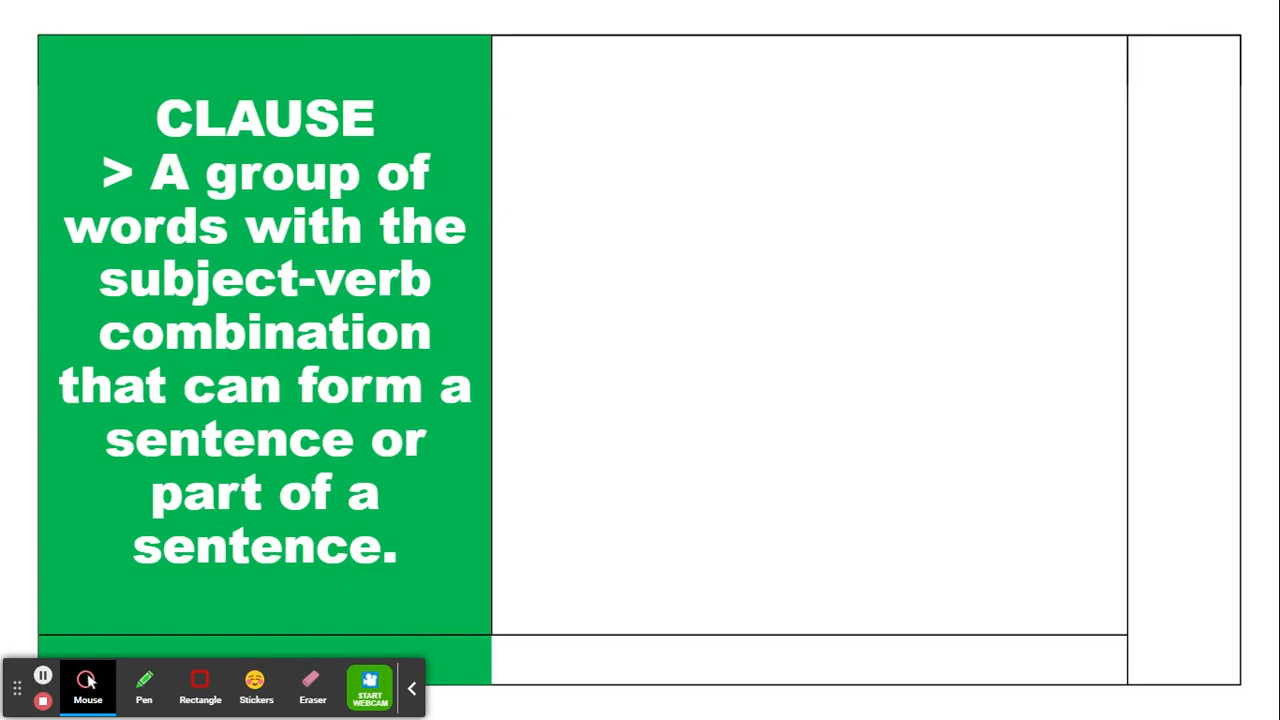 CLAUSE
> A group of
words with the
subject-verb
combination
that can form a
sentence or
part of a
sentence.
Mouse
Pen
Rectangle
Stickers
Eraser
START
WEBCAM